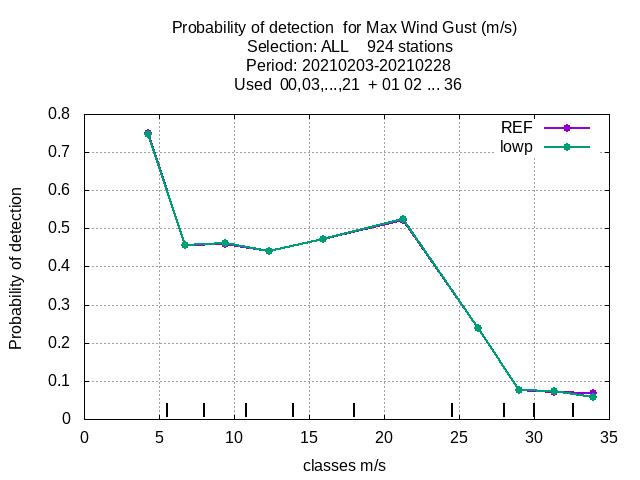 Probability of detection  for Max Wind Gust (m/s)
Selection: ALL    924 stations
Period: 20210203-20210228
Used  00,03,...,21  + 01 02 ... 36
REF
lowp
Probability of detection
0.8
0.7
0.6
0.5
0.4
0.3
0.2
0.1
0
0 5 10 15 20 25 30 35
classes m/s